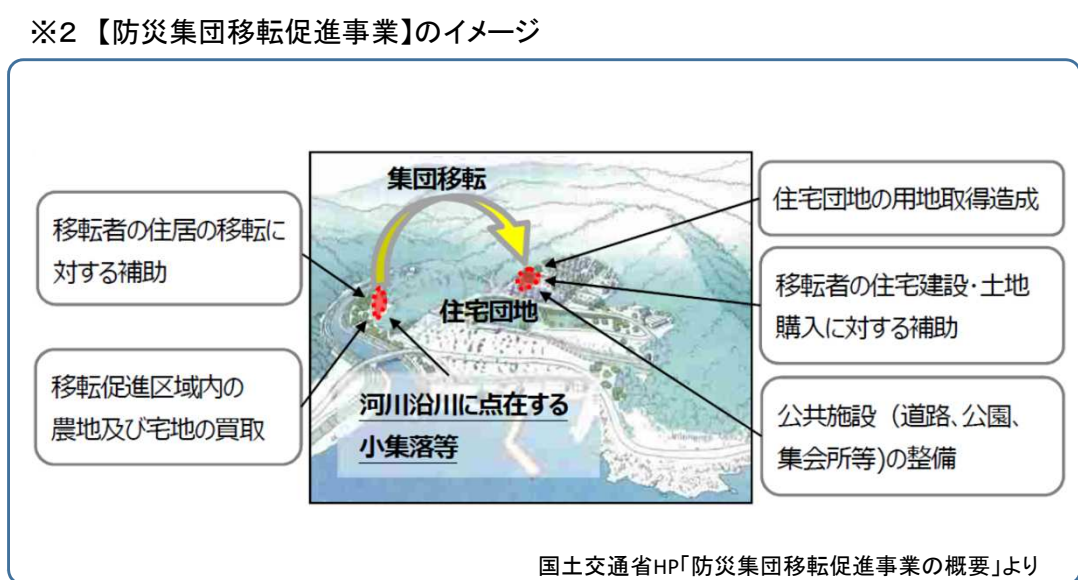 ※2 【防災集団移転促進事業】のイメージ
集団移転
移転者の住居の移転に
対する補助
移転促進区域内の
農地及び宅地の買取
住宅団地
河川沿川に点在する
小集落等
住宅団地の用地取得造成
移転者の住宅建設・土地
購入に対する補助
公共施設（道路、公園、
集会所等)の整備
国土交通省HP「防災集団移転促進事業の概要」より